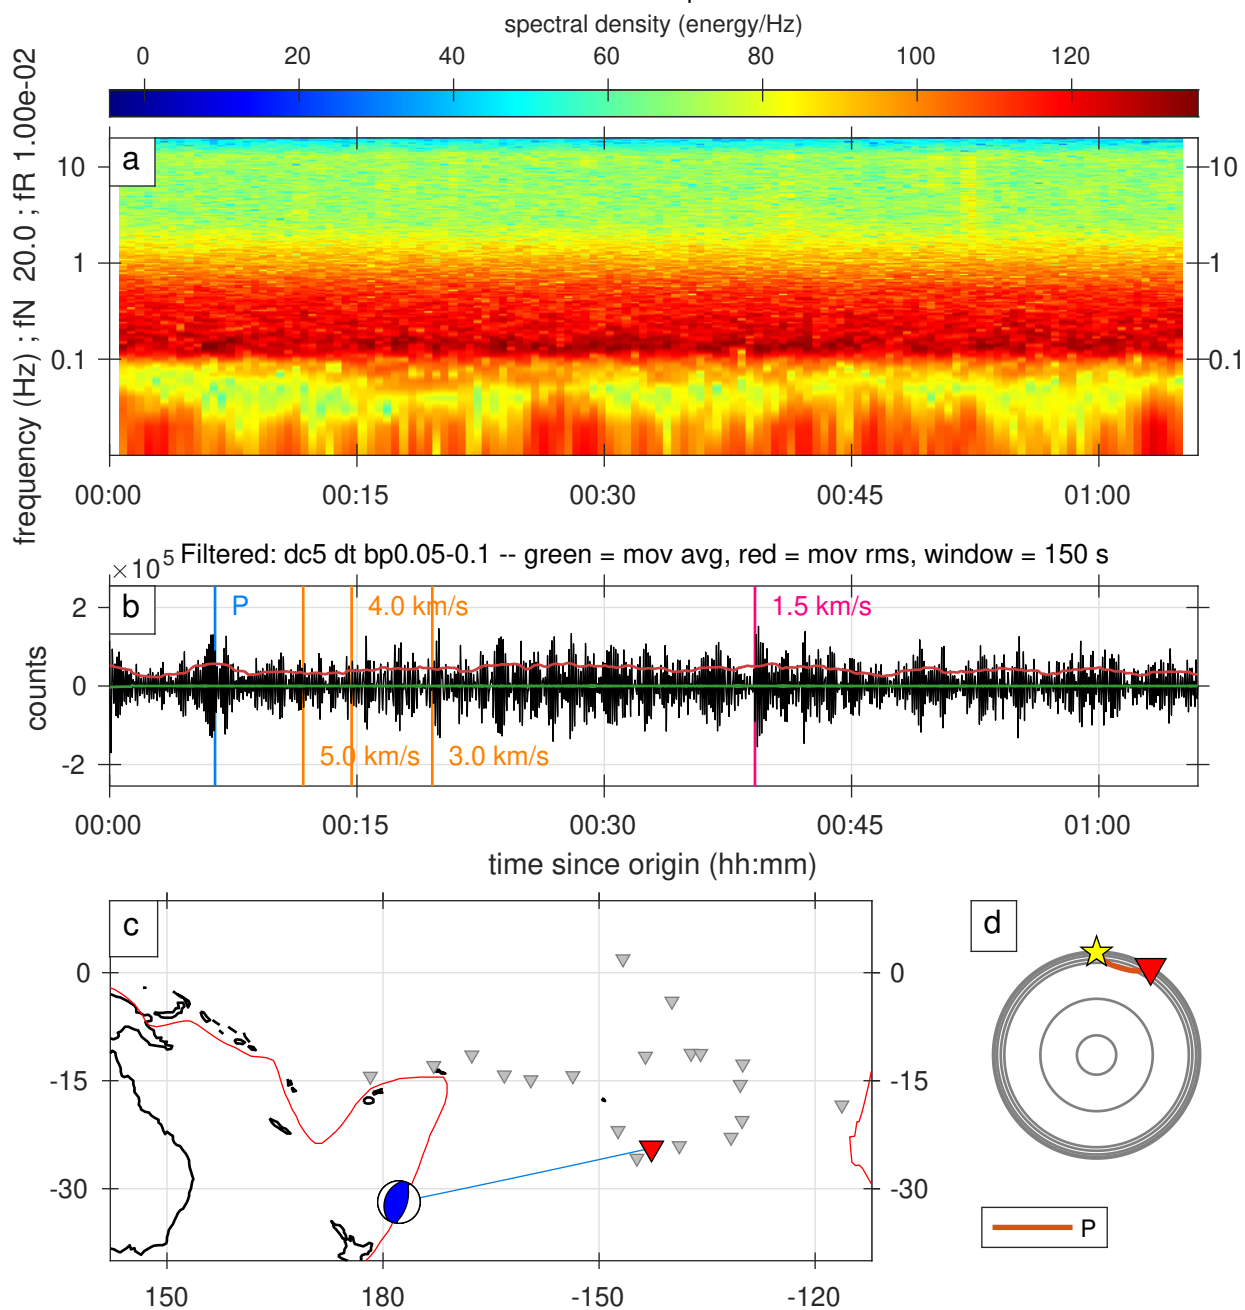 spectral density (energy/Hz)
0 20 40 60 80 100 120
frequency (Hz) ; fN 20.0 ; fR 1.00e-02
a
10 10
1 1
0.1 0.1
00:00 00:15 00:30 00:45 01:00
×10^5 Filtered: dc5 dt bp0.05-0.1 -- green = mov avg, red = mov rms, window = 150 s
b
counts
2
0
-2
P
4.0 km/s
1.5 km/s
5.0 km/s
3.0 km/s
00:00 00:15 00:30 00:45 01:00
time since origin (hh:mm)
c
d
0 0
-15 -15
-30 -30
150 180 -150 -120
P